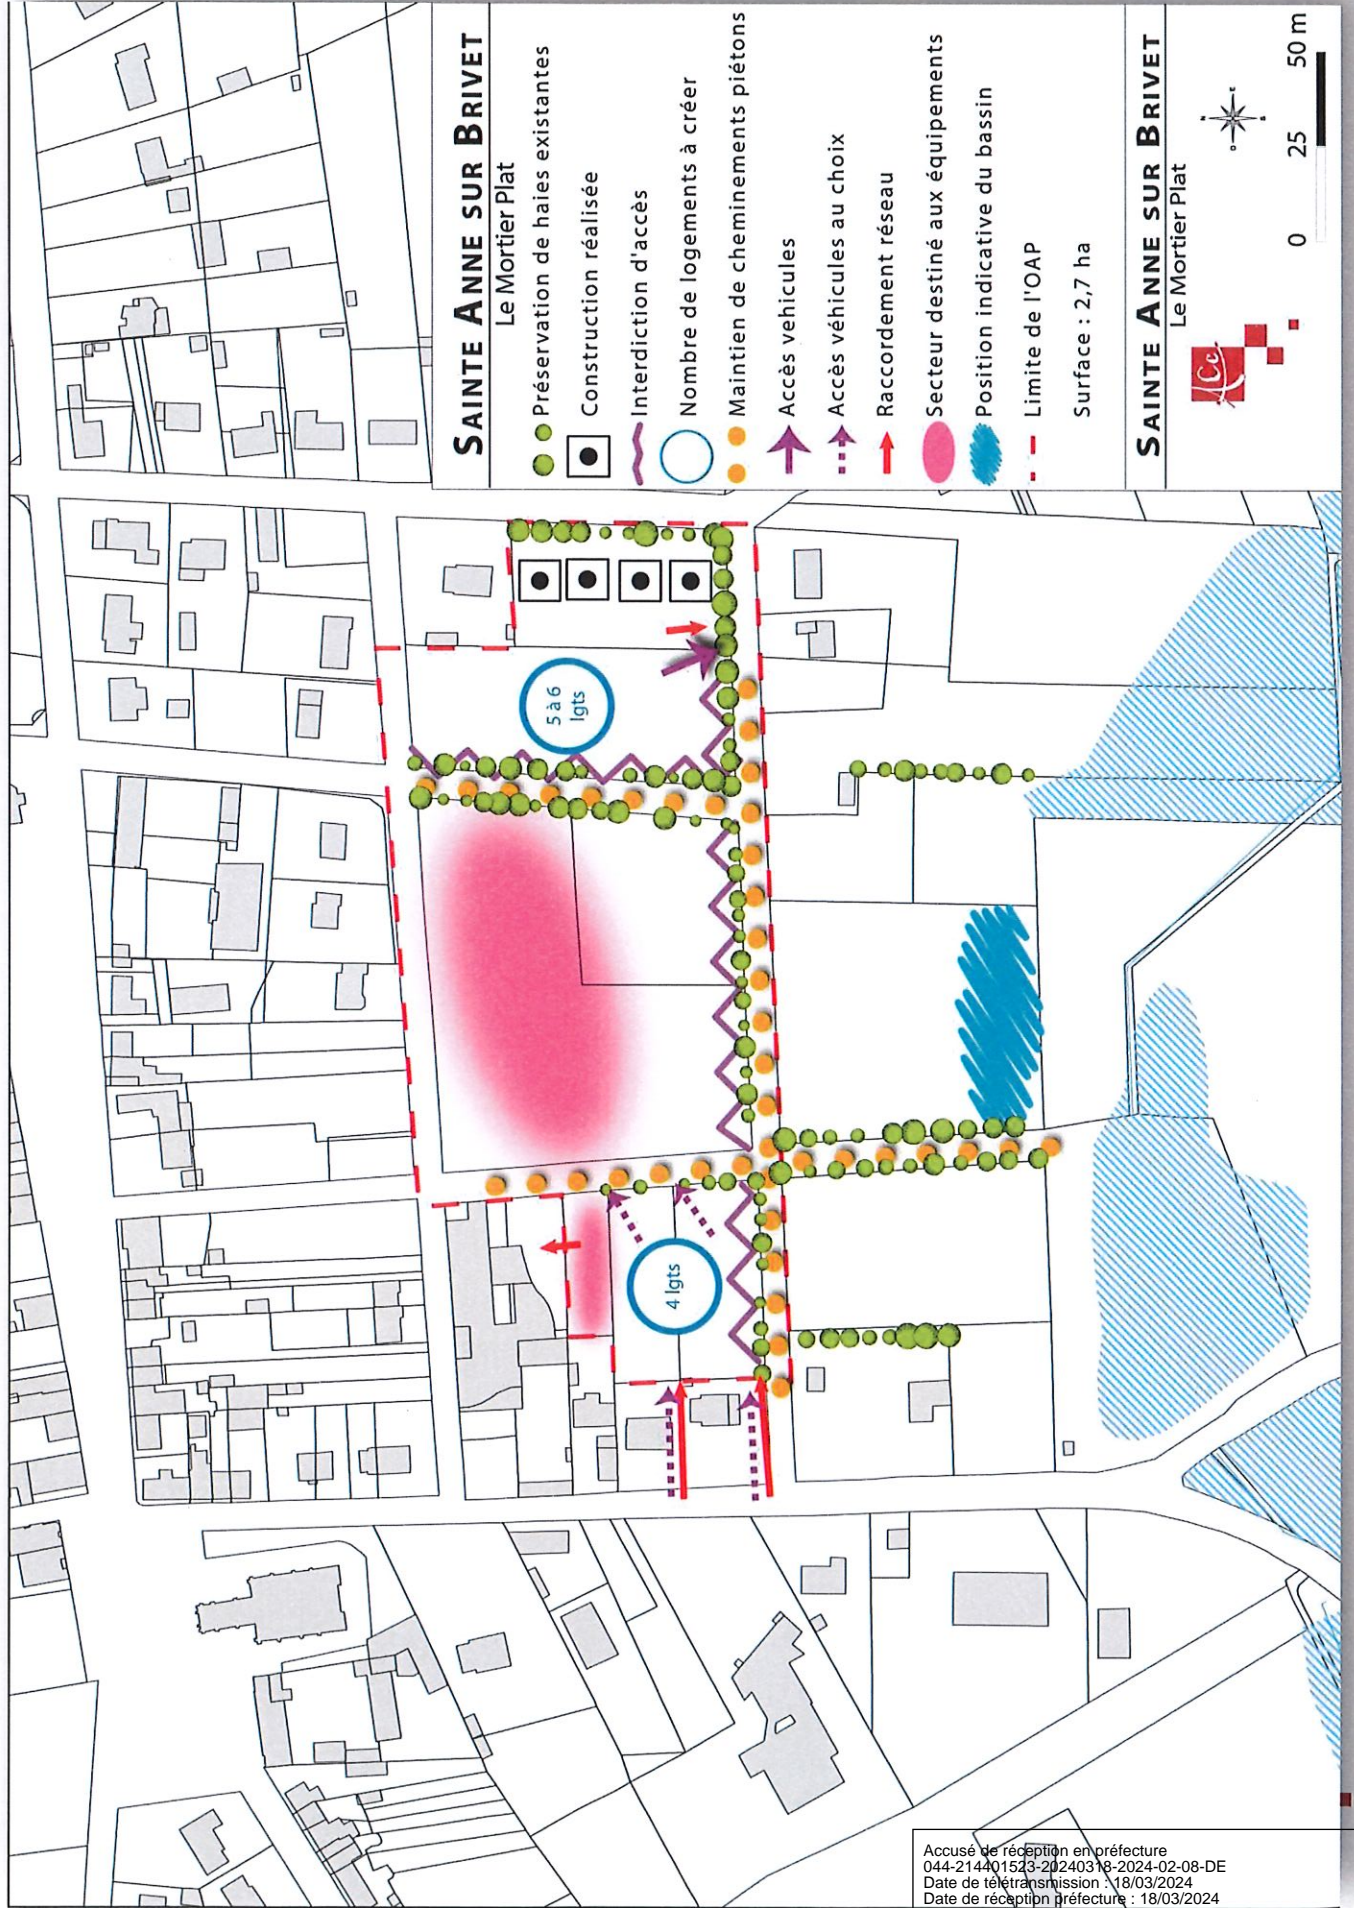 SAINTE ANNE SUR BRIVET
Le Mortier Plat
Préservation de haies existantes
Construction réalisée
Interdiction d'accès
Nombre de logements à créer
Maintien de cheminements piétons
Accès vehicules
Accès véhicules au choix
Raccordement réseau
Secteur destiné aux équipements
Position indicative du bassin
Limite de l'OAP
Surface : 2,7 ha
SAINTE ANNE SUR BRIVET
Le Mortier Plat
ACc
N
O
E
S
0 25 50 m
5 à 6
lgts
4 lgts
Accusé de réception en préfecture
044-214401523-20240318-2024-02-08-DE
Date de télétransmission : 18/03/2024
Date de réception préfecture : 18/03/2024